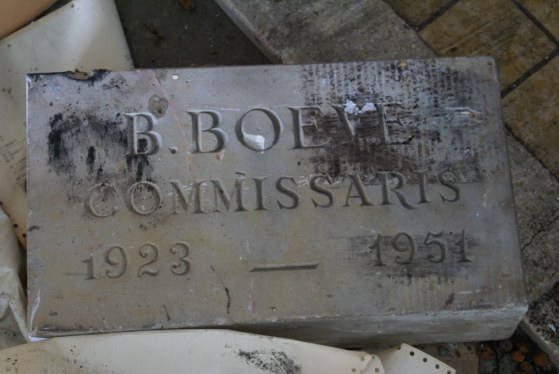 B. BOEVE
COMMISSARIS
1923 — 1951